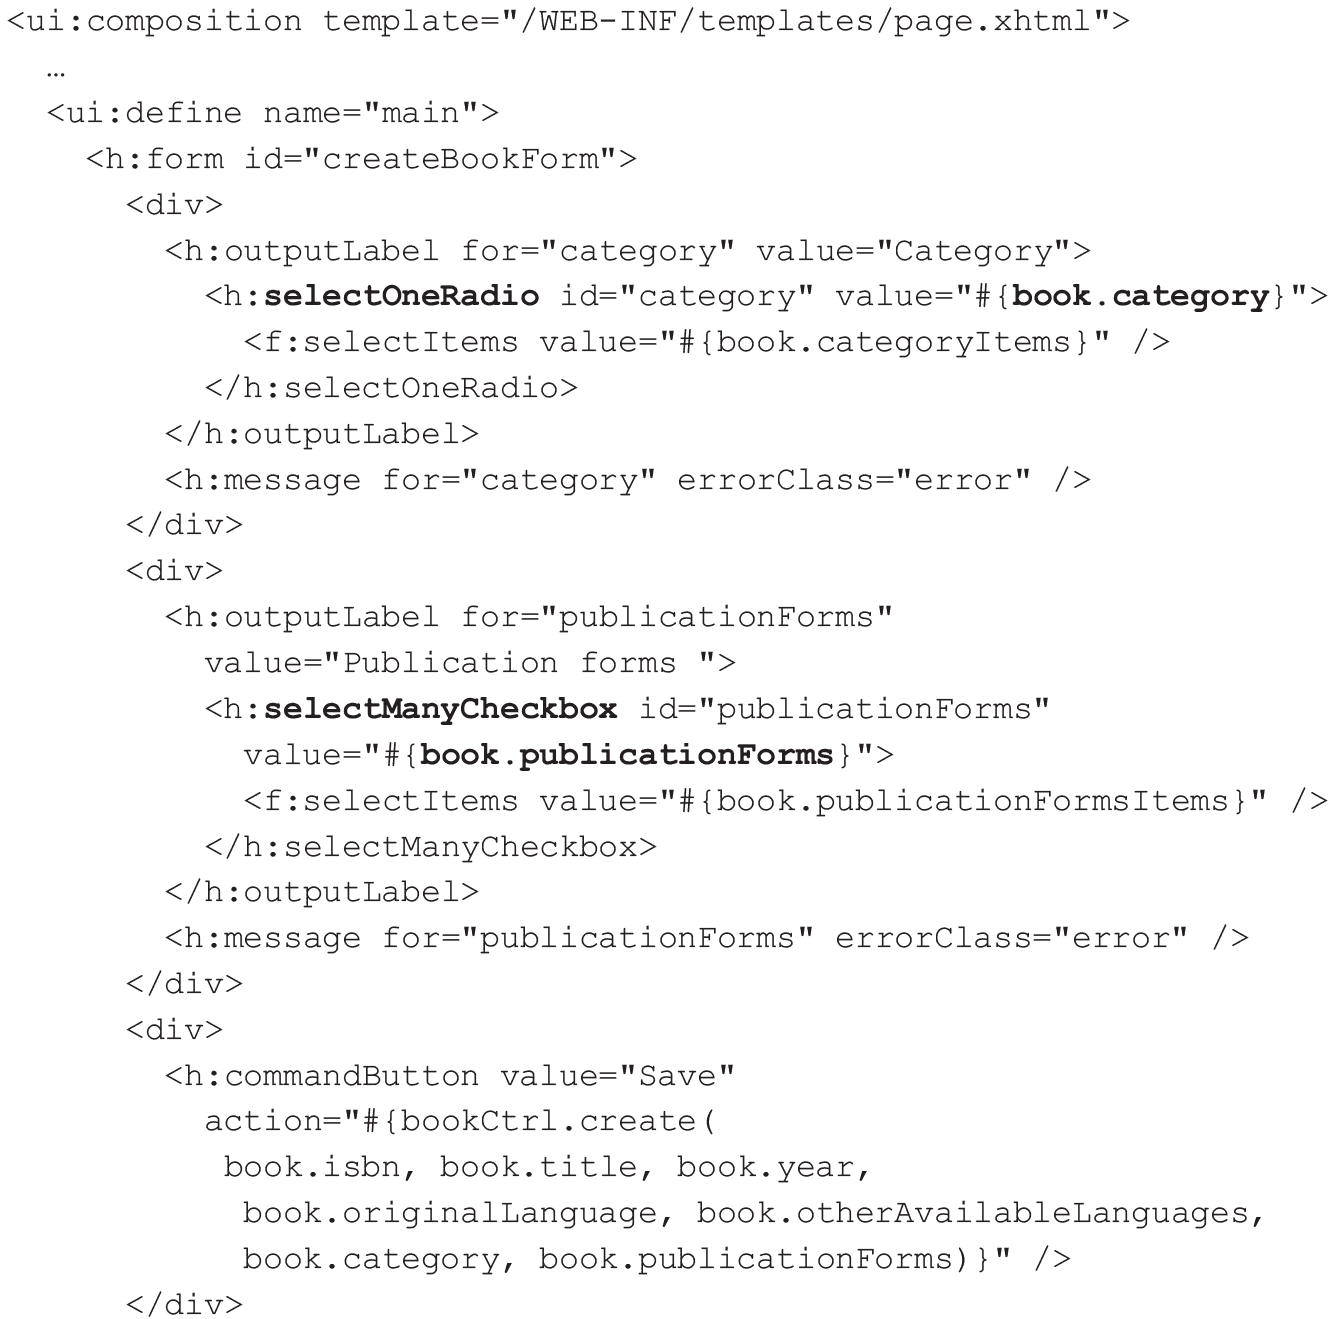 <ui:composition template="/WEB-INF/templates/page.xhtml">
  …
  <ui:define name="main">
    <h:form id="createBookForm">
      <div>
        <h:outputLabel for="category" value="Category">
          <h:selectOneRadio id="category" value="#{book.category}">
            <f:selectItems value="#{book.categoryItems}" />
          </h:selectOneRadio>
        </h:outputLabel>
        <h:message for="category" errorClass="error" />
      </div>
      <div>
        <h:outputLabel for="publicationForms"
          value="Publication forms ">
          <h:selectManyCheckbox id="publicationForms"
            value="#{book.publicationForms}">
            <f:selectItems value="#{book.publicationFormsItems}" />
          </h:selectManyCheckbox>
        </h:outputLabel>
        <h:message for="publicationForms" errorClass="error" />
      </div>
      <div>
        <h:commandButton value="Save"
          action="#{bookCtrl.create(
           book.isbn, book.title, book.year,
            book.originalLanguage, book.otherAvailableLanguages,
            book.category, book.publicationForms)}" />
      </div>